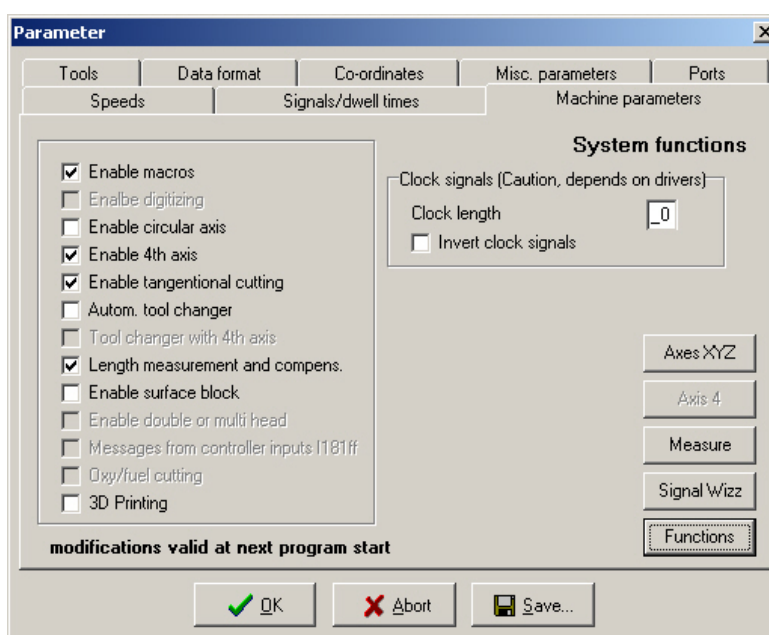 Parameter
Tools Data format Co-ordinates Misc. parameters Ports
Speeds Signals/dwell times Machine parameters
System functions
Enable macros
Enalbe digitizing
Enable circular axis
Enable 4th axis
Enable tangentional cutting
Autom. tool changer
Tool changer with 4th axis
Length measurement and compens.
Enable surface block
Enable double or multi head
Messages from controller inputs I181ff
Oxy/fuel cutting
3D Printing
modifications valid at next program start
Clock signals (Caution, depends on drivers)
Clock length _0
Invert clock signals
Axes XYZ
Axis 4
Measure
Signal Wizz
Functions
OK Abort Save...